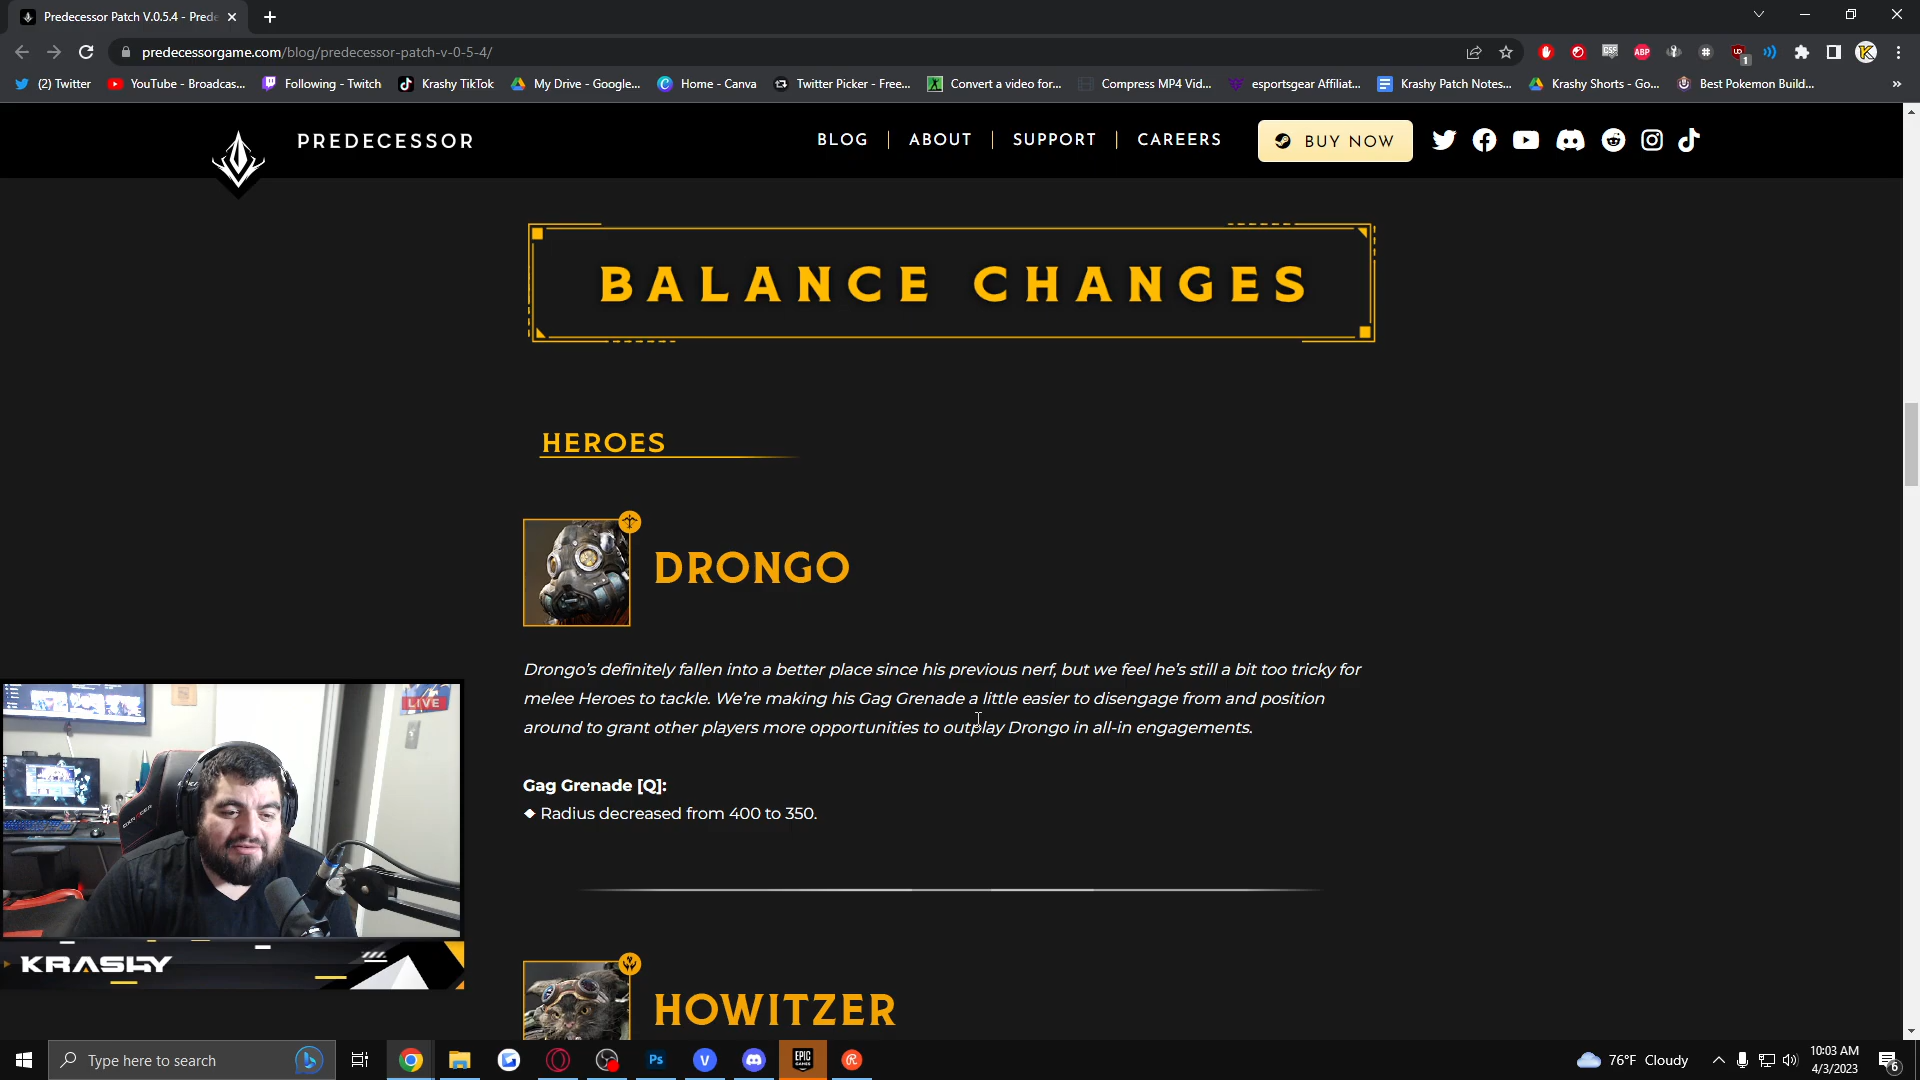 Predecessor Patch V.0.5.4 - Prede
predecessorgame.com/blog/predecessor-patch-v-0-5-4/
(2) Twitter
YouTube - Broadcas...
Following - Twitch
Krashy TikTok
My Drive - Google...
Home - Canva
Twitter Picker - Free...
Convert a video for...
Compress MP4 Vid...
esportsgear Affiliat...
Krashy Patch Notes...
Krashy Shorts - Go...
Best Pokemon Build...
PREDECESSOR
BLOG
ABOUT
SUPPORT
CAREERS
BUY NOW
BALANCE CHANGES
HEROES
DRONGO
Drongo's definitely fallen into a better place since his previous nerf, but we feel he's still a bit too tricky for
melee Heroes to tackle. We're making his Gag Grenade a little easier to disengage from and position
around to grant other players more opportunities to outplay Drongo in all-in engagements.
Gag Grenade [Q]:
Radius decreased from 400 to 350.
HOWITZER
LIVE
KRASHY
Type here to search
76°F Cloudy
10:03 AM
4/3/2023
6